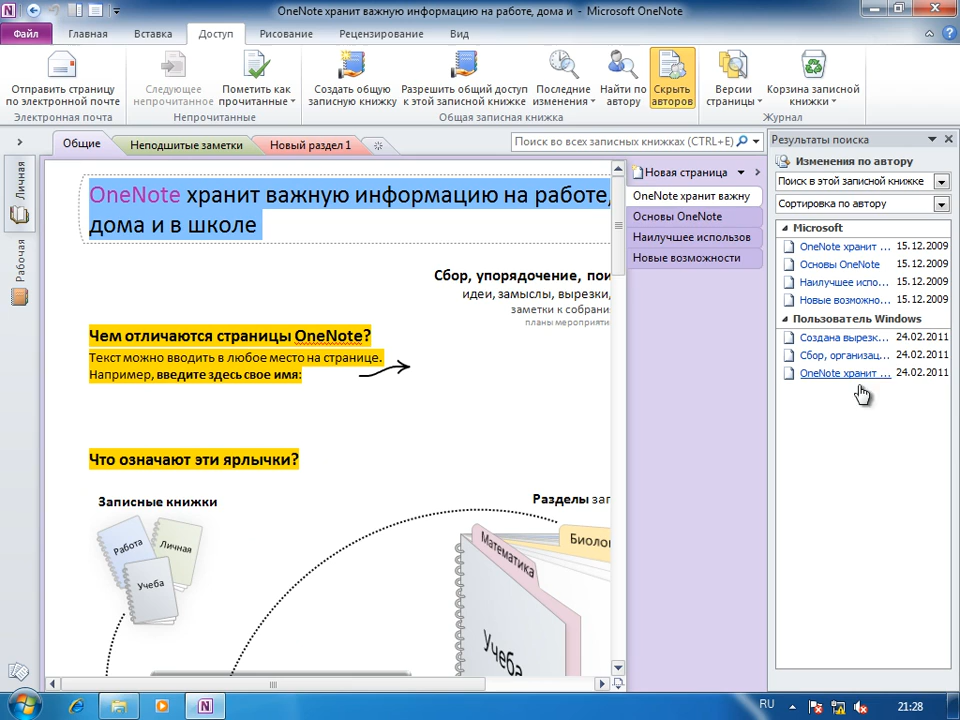 OneNote хранит важную информацию на работе, дома и - Microsoft OneNote
Файл Главная Вставка Доступ Рисование Рецензирование Вид
Отправить страницу по электронной почте
Следующее непрочитанное
Пометить как прочитанные
Создать общую записную книжку
Разрешить общий доступ к этой записной книжке
Последние изменения
Найти по автору
Скрыть авторов
Версии страницы
Корзина записной книжки
Электронная почта Непрочитанные Общая записная книжка Журнал
Общие Неподшитые заметки Новый раздел 1
Поиск во всех записных книжках (CTRL+E)
Личная
Рабочая
OneNote хранит важную информацию на работе,
дома и в школе
Сбор, упорядочение, пои
идеи, замыслы, вырезки,
заметки к собрани
планы мероприяти
Чем отличаются страницы OneNote?
Текст можно вводить в любое место на странице.
Например, введите здесь свое имя:
Что означают эти ярлычки?
Записные книжки
Разделы зап
Работа
Личная
Учеба
Математика
Биоло
Учеба
Новая страница
OneNote хранит важну
Основы OneNote
Наилучшее использов
Новые возможности
Результаты поиска
Изменения по автору
Поиск в этой записной книжке
Сортировка по автору
Microsoft
OneNote хранит ... 15.12.2009
Основы OneNote 15.12.2009
Наилучшее испо... 15.12.2009
Новые возможно... 15.12.2009
Пользователь Windows
Создана вырезк... 24.02.2011
Сбор, организац... 24.02.2011
OneNote хранит ... 24.02.2011
RU 21:28